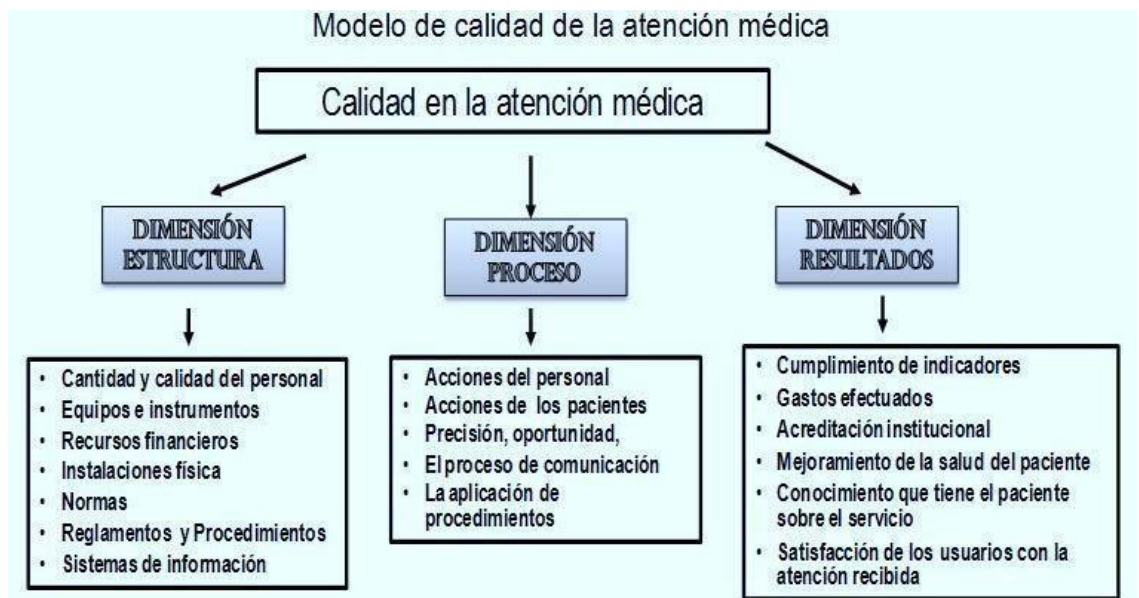 Modelo de calidad de la atención médica
Calidad en la atención médica
DIMENSIÓN
ESTRUCTURA
• Cantidad y calidad del personal
• Equipos e instrumentos
• Recursos financieros
• Instalaciones física
• Normas
• Reglamentos y Procedimientos
• Sistemas de información
DIMENSIÓN
PROCESO
• Acciones del personal
• Acciones de los pacientes
• Precisión, oportunidad,
• El proceso de comunicación
• La aplicación de
procedimientos
DIMENSIÓN
RESULTADOS
• Cumplimiento de indicadores
• Gastos efectuados
• Acreditación institucional
• Mejoramiento de la salud del paciente
• Conocimiento que tiene el paciente
sobre el servicio
• Satisfacción de los usuarios con la
atención recibida